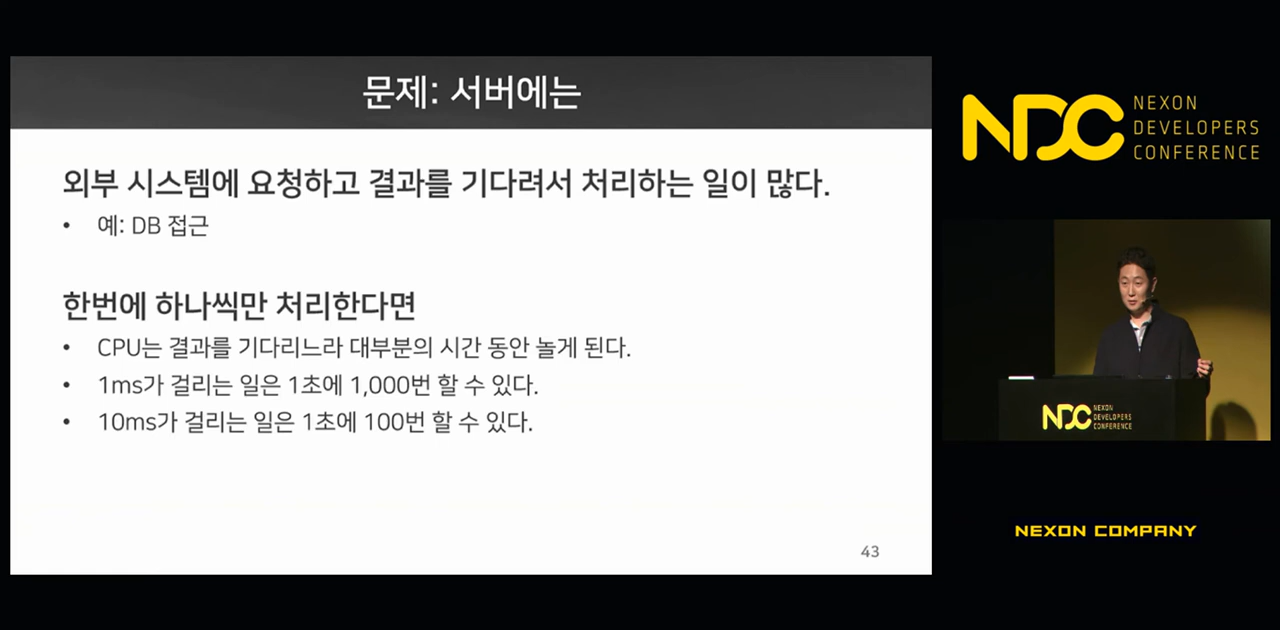 문제: 서버에는
외부 시스템에 요청하고 결과를 기다려서 처리하는 일이 많다.
• 예: DB 접근
한번에 하나씩만 처리한다면
• CPU는 결과를 기다리느라 대부분의 시간 동안 놀게 된다.
• 1ms가 걸리는 일은 1초에 1,000번 할 수 있다.
• 10ms가 걸리는 일은 1초에 100번 할 수 있다.
43
NDC
NEXON
DEVELOPERS
CONFERENCE
NDC
NEXON
DEVELOPERS
CONFERENCE
NEXON COMPANY